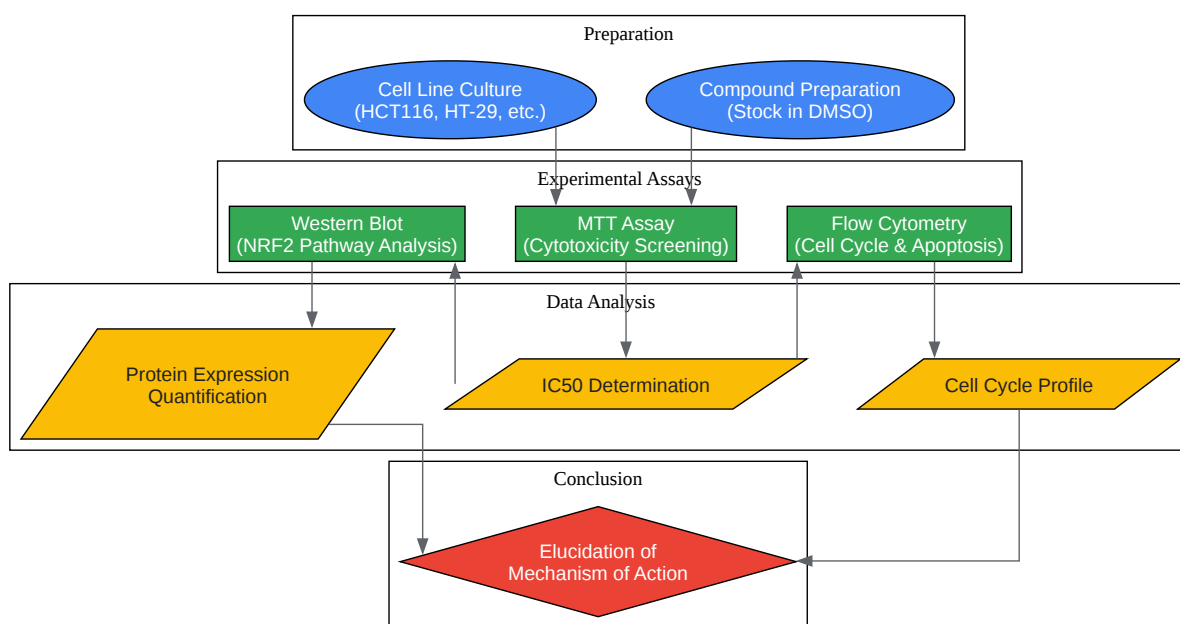 Preparation
Cell Line Culture
(HCT116, HT-29, etc.)
Compound Preparation
(Stock in DMSO)
Experimental Assays
Western Blot
(NRF2 Pathway Analysis)
MTT Assay
(Cytotoxicity Screening)
Flow Cytometry
(Cell Cycle & Apoptosis)
Data Analysis
Protein Expression
Quantification
IC50 Determination
Cell Cycle Profile
Conclusion
Elucidation of
Mechanism of Action